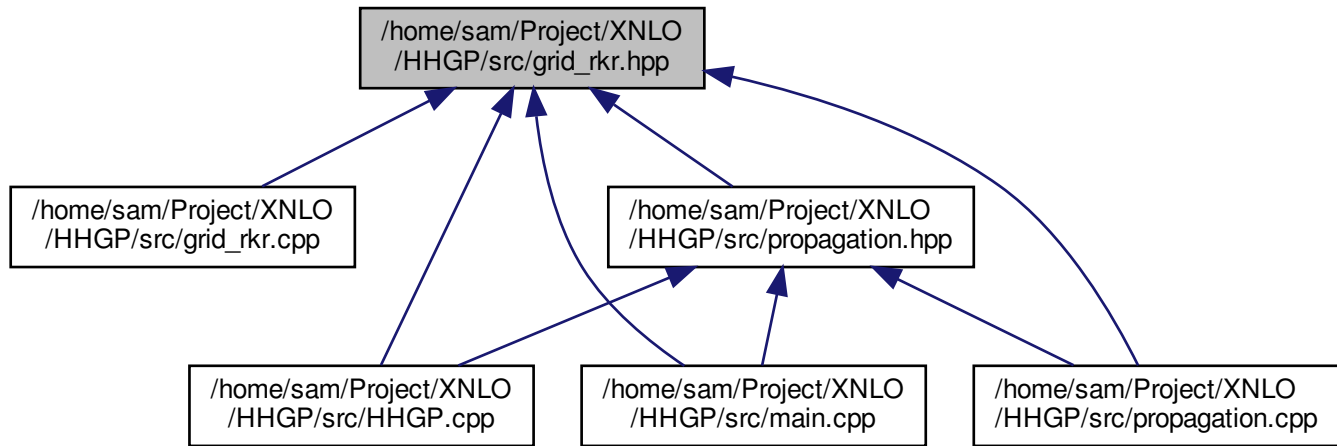 /home/sam/Project/XNLO
/HHGP/src/grid_rkr.hpp
/home/sam/Project/XNLO
/HHGP/src/grid_rkr.cpp
/home/sam/Project/XNLO
/HHGP/src/propagation.hpp
/home/sam/Project/XNLO
/HHGP/src/HHGP.cpp
/home/sam/Project/XNLO
/HHGP/src/main.cpp
/home/sam/Project/XNLO
/HHGP/src/propagation.cpp